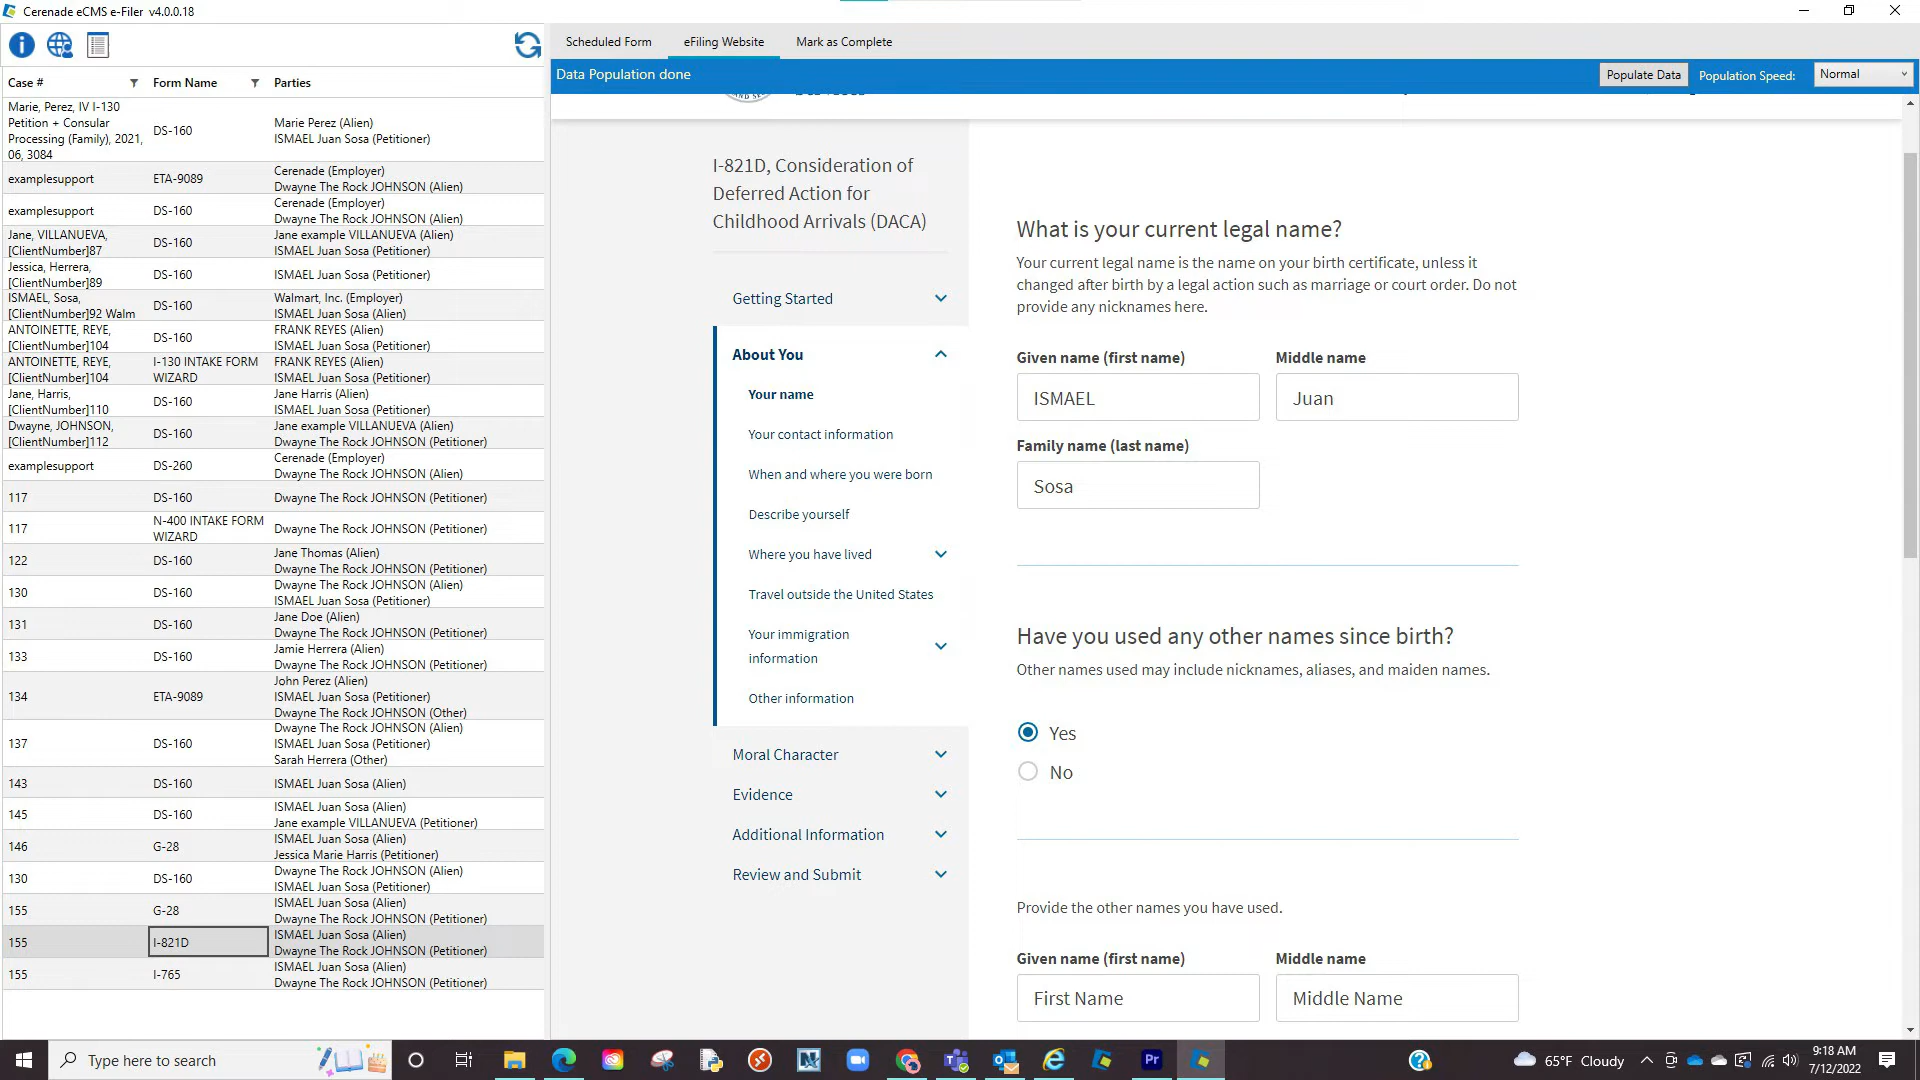 Cerenade eCMS e-Filer v4.0.0.18
Case #
Form Name
Parties
Marie, Perez, IV I-130
Petition + Consular
Processing (Family), 2021,
06, 3084
DS-160
Marie Perez (Alien)
ISMAEL Juan Sosa (Petitioner)
examplesupport
ETA-9089
Cerenade (Employer)
Dwayne The Rock JOHNSON (Alien)
examplesupport
DS-160
Cerenade (Employer)
Dwayne The Rock JOHNSON (Alien)
Jane, VILLANUEVA,
[ClientNumber]87
DS-160
Jane example VILLANUEVA (Alien)
ISMAEL Juan Sosa (Petitioner)
Jessica, Herrera,
[ClientNumber]89
DS-160
ISMAEL Juan Sosa (Petitioner)
ISMAEL, Sosa,
[ClientNumber]92 Walm
DS-160
Walmart, Inc. (Employer)
ISMAEL Juan Sosa (Alien)
ANTOINETTE, REYE,
[ClientNumber]104
DS-160
FRANK REYES (Alien)
ISMAEL Juan Sosa (Petitioner)
ANTOINETTE, REYE,
[ClientNumber]104
I-130 INTAKE FORM
WIZARD
FRANK REYES (Alien)
ISMAEL Juan Sosa (Petitioner)
Jane, Harris,
[ClientNumber]110
DS-160
Jane Harris (Alien)
ISMAEL Juan Sosa (Petitioner)
Dwayne, JOHNSON,
[ClientNumber]112
DS-160
Jane example VILLANUEVA (Alien)
Dwayne The Rock JOHNSON (Petitioner)
examplesupport
DS-260
Cerenade (Employer)
Dwayne The Rock JOHNSON (Alien)
117
DS-160
Dwayne The Rock JOHNSON (Petitioner)
117
N-400 INTAKE FORM
WIZARD
Dwayne The Rock JOHNSON (Petitioner)
122
DS-160
Jane Thomas (Alien)
Dwayne The Rock JOHNSON (Petitioner)
130
DS-160
Dwayne The Rock JOHNSON (Alien)
ISMAEL Juan Sosa (Petitioner)
131
DS-160
Jane Doe (Alien)
Dwayne The Rock JOHNSON (Petitioner)
133
DS-160
Jamie Herrera (Alien)
Dwayne The Rock JOHNSON (Petitioner)
134
ETA-9089
John Perez (Alien)
ISMAEL Juan Sosa (Petitioner)
Dwayne The Rock JOHNSON (Other)
137
DS-160
Dwayne The Rock JOHNSON (Alien)
ISMAEL Juan Sosa (Petitioner)
Sarah Herrera (Other)
143
DS-160
ISMAEL Juan Sosa (Alien)
145
DS-160
ISMAEL Juan Sosa (Alien)
Jane example VILLANUEVA (Petitioner)
146
G-28
ISMAEL Juan Sosa (Alien)
Jessica Marie Harris (Petitioner)
130
DS-160
Dwayne The Rock JOHNSON (Alien)
ISMAEL Juan Sosa (Petitioner)
155
G-28
ISMAEL Juan Sosa (Alien)
Dwayne The Rock JOHNSON (Petitioner)
155
I-821D
ISMAEL Juan Sosa (Alien)
Dwayne The Rock JOHNSON (Petitioner)
155
I-765
ISMAEL Juan Sosa (Alien)
Dwayne The Rock JOHNSON (Petitioner)
Scheduled Form
eFiling Website
Mark as Complete
Data Population done
Populate Data
Population Speed:
Normal
I-821D, Consideration of
Deferred Action for
Childhood Arrivals (DACA)
Getting Started
About You
Your name
Your contact information
When and where you were born
Describe yourself
Where you have lived
Travel outside the United States
Your immigration
information
Other information
Moral Character
Evidence
Additional Information
Review and Submit
What is your current legal name?
Your current legal name is the name on your birth certificate, unless it
changed after birth by a legal action such as marriage or court order. Do not
provide any nicknames here.
Given name (first name)
Middle name
ISMAEL
Juan
Family name (last name)
Sosa
Have you used any other names since birth?
Other names used may include nicknames, aliases, and maiden names.
Yes
No
Provide the other names you have used.
Given name (first name)
Middle name
First Name
Middle Name
Type here to search
Pr
65°F Cloudy
9:18 AM
7/12/2022